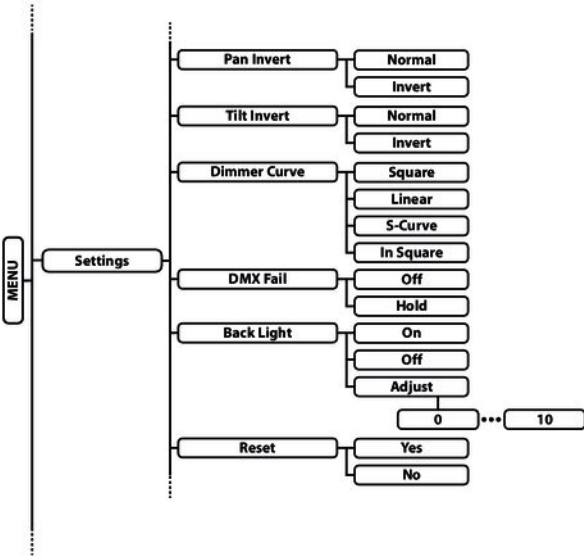 MENU
Settings
Pan Invert
Normal
Invert
Tilt Invert
Normal
Invert
Dimmer Curve
Square
Linear
S-Curve
In Square
DMX Fail
Off
Hold
Back Light
On
Off
Adjust
0 ••• 10
Reset
Yes
No